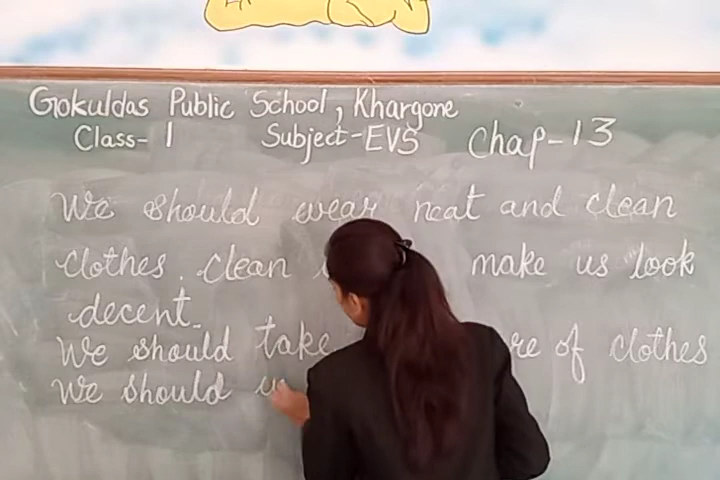 Gokuldas Public School, Khargone
Class- 1 Subject-EVS Chap-13
We should wear neat and clean
clothes. clean make us look
decent.
We should take of clothes
We should